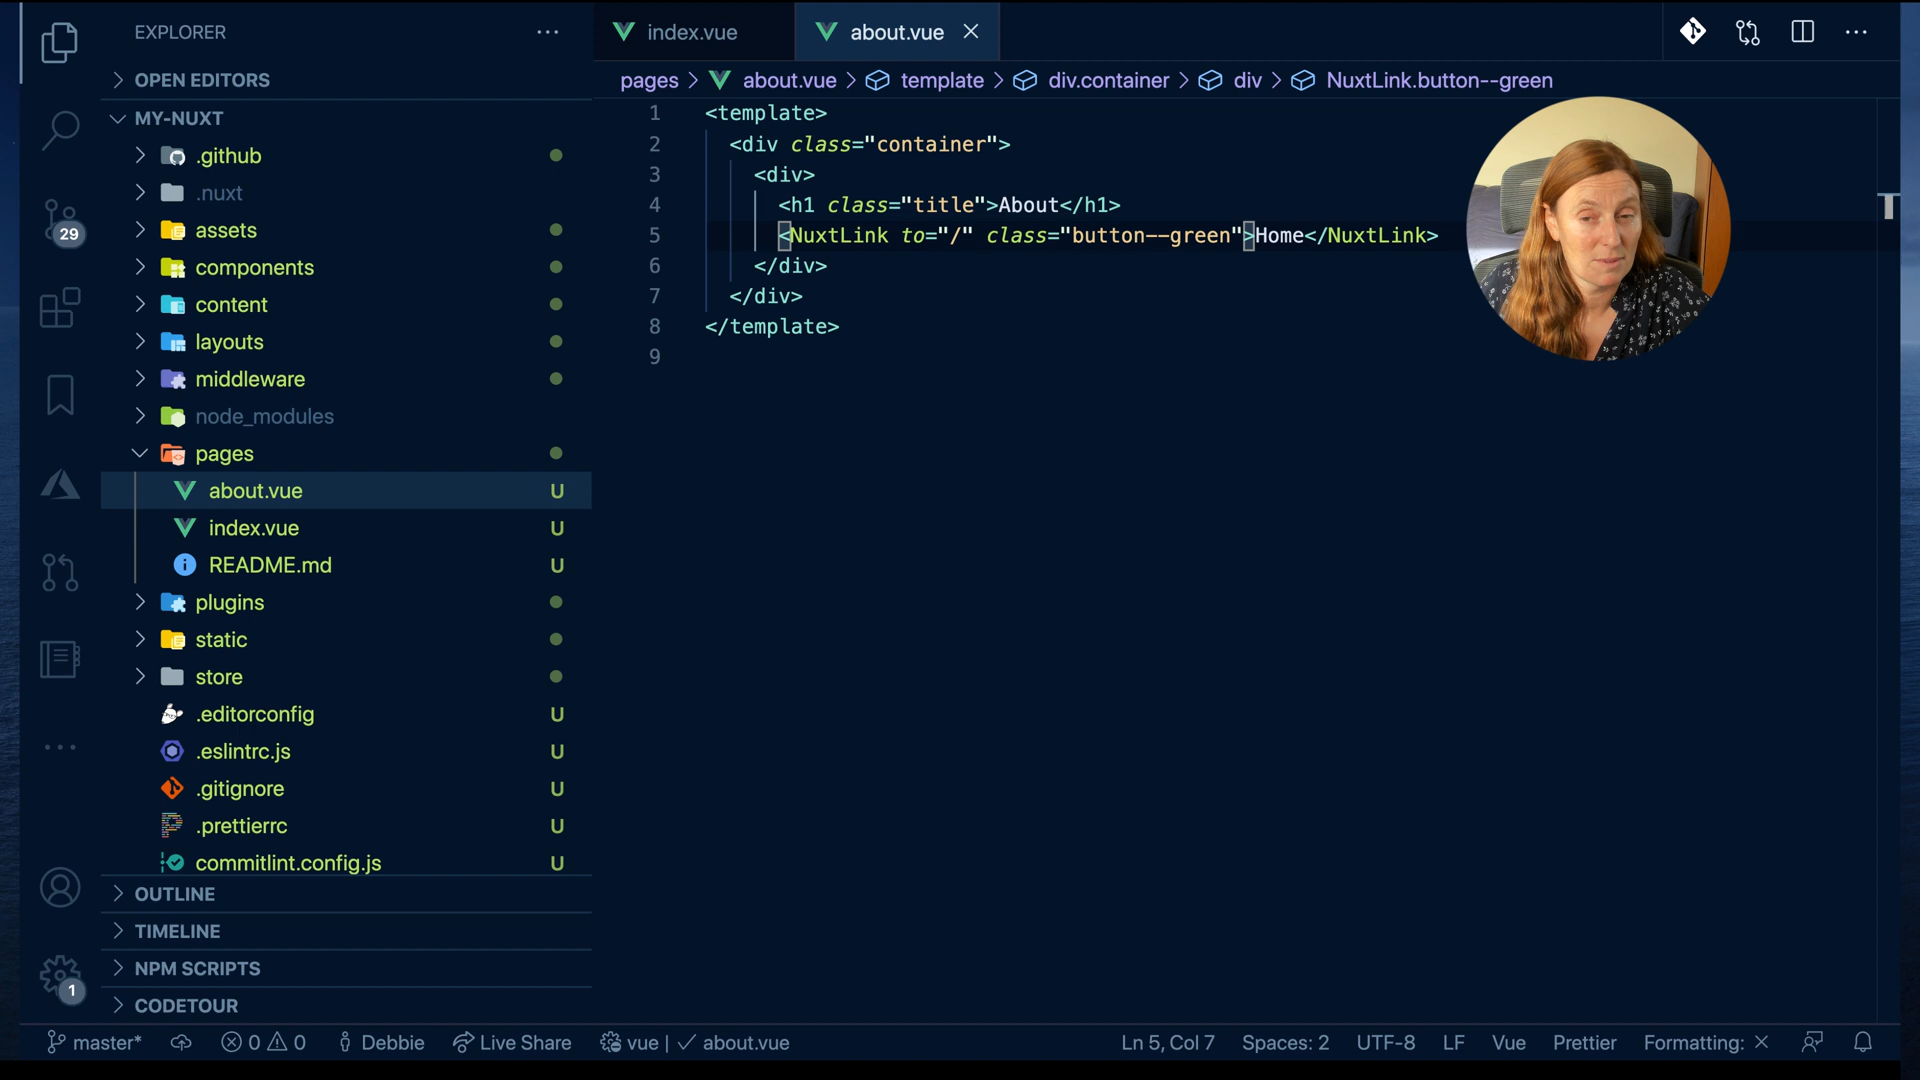 EXPLORER
index.vue
about.vue
OPEN EDITORS
pages > about.vue > template > div.container > div > NuxtLink.button--green
MY-NUXT
.github
.nuxt
assets
components
content
layouts
middleware
node_modules
pages
about.vue U
index.vue U
README.md U
plugins
static
store
.editorconfig U
.eslintrc.js U
.gitignore U
.prettierrc U
commitlint.config.js U
OUTLINE
TIMELINE
NPM SCRIPTS
CODETOUR
29
1
1 <template>
2 <div class="container">
3 <div>
4 <h1 class="title">About</h1>
5 <NuxtLink to="/" class="button--green">Home</NuxtLink>
6 </div>
7 </div>
8 </template>
9
master* 0 0 Debbie Live Share vue | ✓ about.vue Ln 5, Col 7 Spaces: 2 UTF-8 LF Vue Prettier Formatting: ×